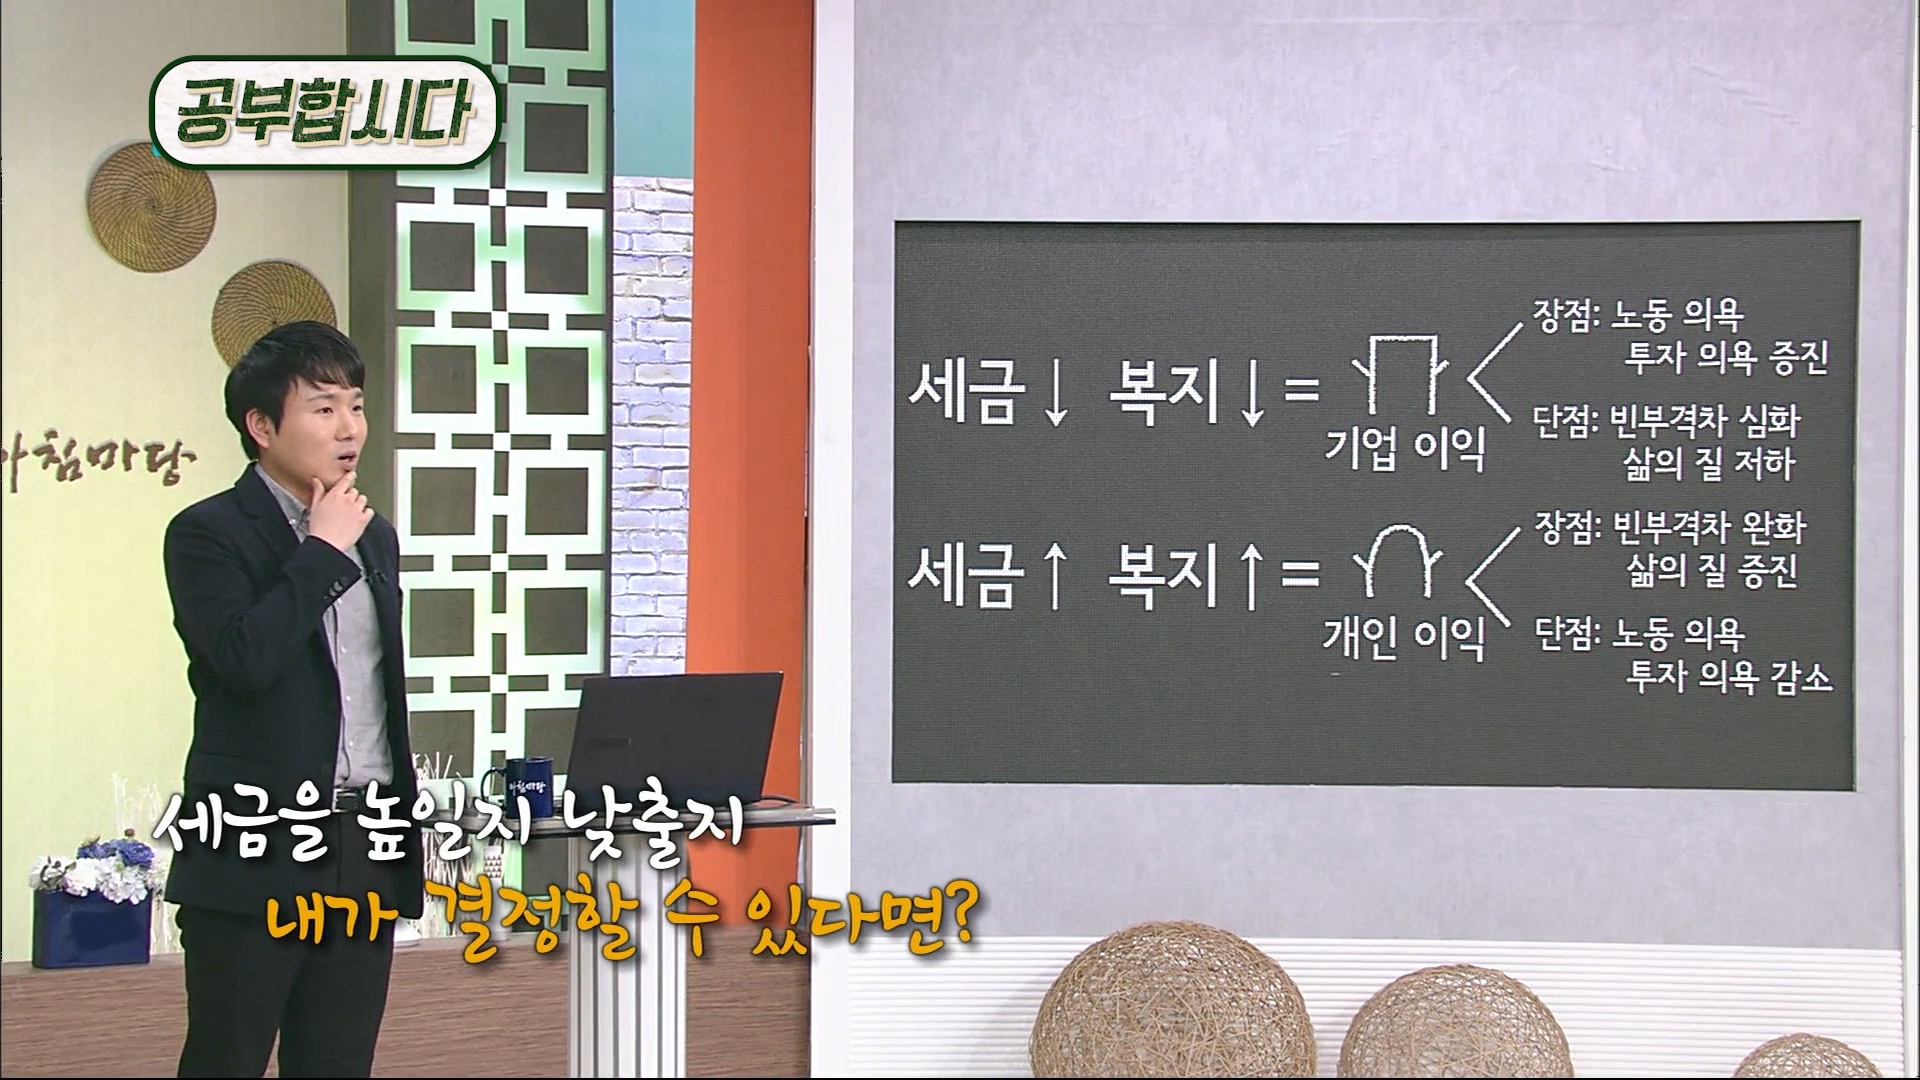 공부합시다
아침마당
세금↓ 복지↓=
기업 이익
장점: 노동 의욕
투자 의욕 증진
단점: 빈부격차 심화
삶의 질 저하
세금↑ 복지↑=
개인 이익
장점: 빈부격차 완화
삶의 질 증진
단점: 노동 의욕
투자 의욕 감소
아침마당
세금을 높일지 낮출지
내가 결정할 수 있다면?